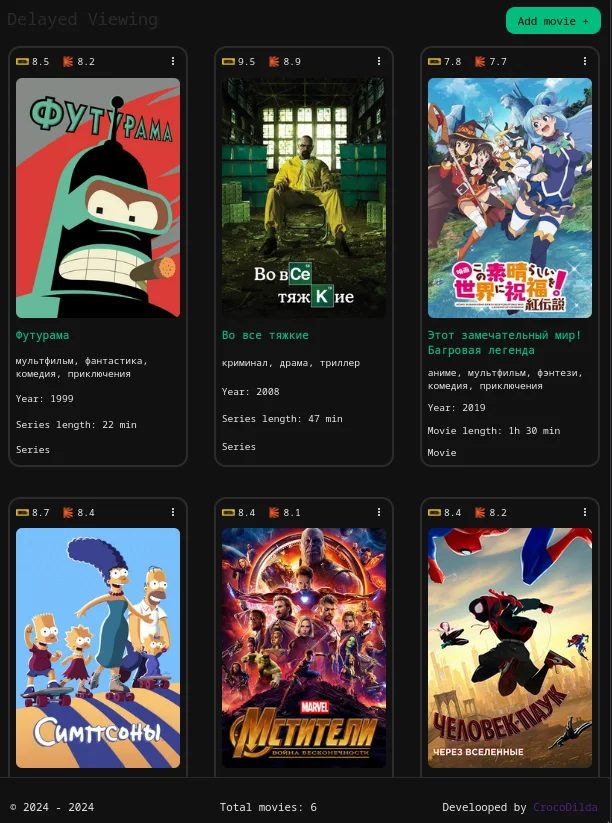 Delayed Viewing
Add movie +
8.5 8.2
ФУТУРАМА
Футурама
мультфильм, фантастика,
комедия, приключения
Year: 1999
Series length: 22 min
Series
9.5 8.9
Во вСе
тяжКие
Во все тяжкие
криминал, драма, триллер
Year: 2008
Series length: 47 min
Series
7.8 7.7
映画
この素晴らしい
世界に祝福を!
紅伝説
Этот замечательный мир!
Багровая легенда
аниме, мультфильм, фэнтези,
комедия, приключения
Year: 2019
Movie length: 1h 30 min
Movie
8.7 8.4
Симпсоны
8.4 8.1
MARVEL
Мстители
ВОЙНА БЕСКОНЕЧНОСТИ
8.4 8.2
ЧЕЛОВЕК-ПАУК
ЧЕРЕЗ ВСЕЛЕННЫЕ
© 2024 - 2024
Total movies: 6
Develooped by CrocoDilda